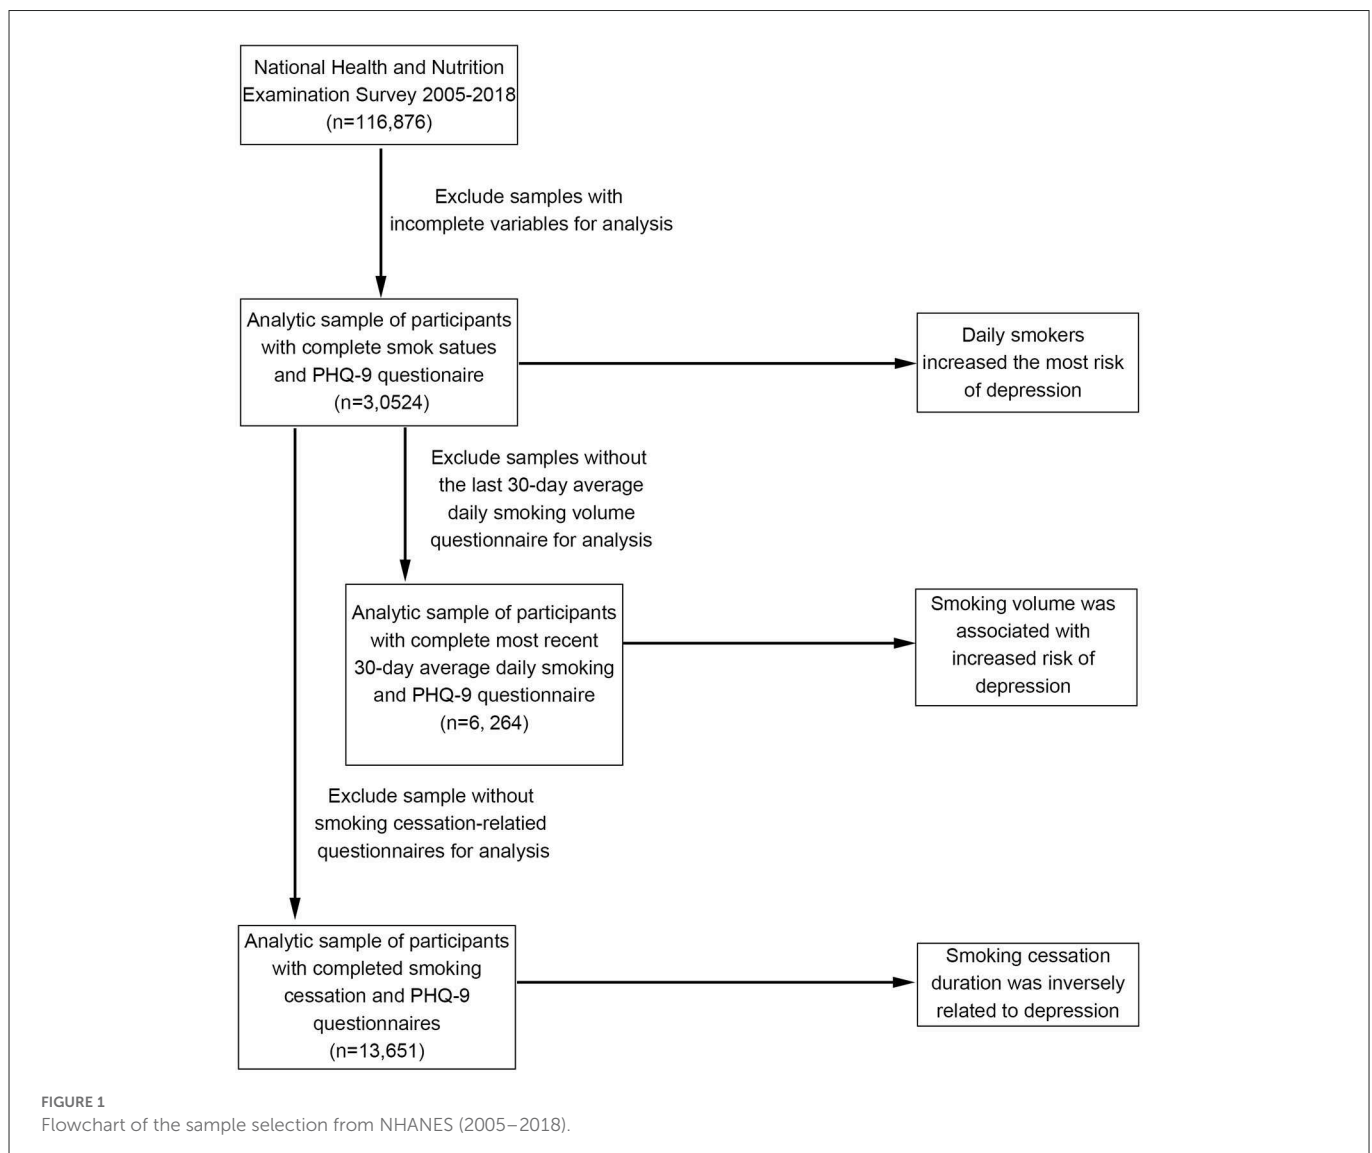 National Health and Nutrition
Examination Survey 2005-2018
(n=116,876)
Exclude samples with
incomplete variables for analysis
Analytic sample of participants
with complete smok satues
and PHQ-9 questionaire
(n=3,0524)
Daily smokers
increased the most risk
of depression
Exclude samples without
the last 30-day average
daily smoking volume
questionnaire for analysis
Analytic sample of participants
with complete most recent
30-day average daily smoking
and PHQ-9 questionnaire
(n=6, 264)
Smoking volume was
associated with
increased risk of
depression
Exclude sample without
smoking cessation-relatied
questionnaires for analysis
Analytic sample of participants
with completed smoking
cessation and PHQ-9
questionnaires
(n=13,651)
Smoking cessation
duration was inversely
related to depression
FIGURE 1
Flowchart of the sample selection from NHANES (2005–2018).